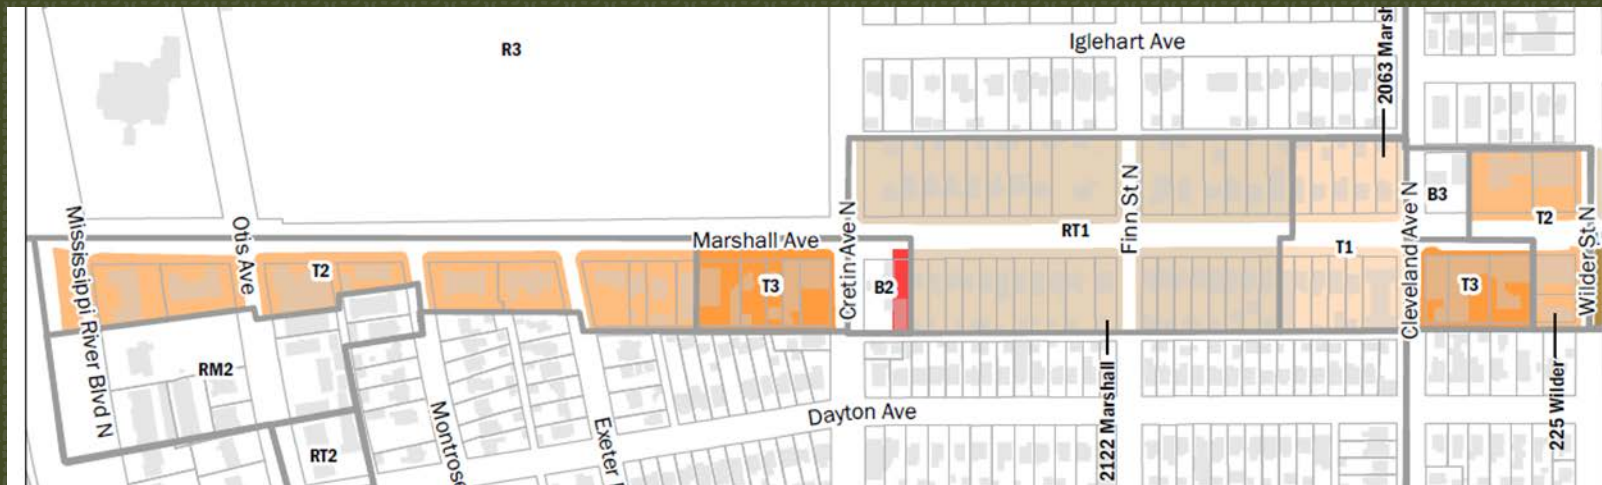 R3
Iglehart Ave
2063 Marsh
Mississippi River Blvd N
Otis Ave
T2
Marshall Ave
T3
Cretin Ave N
B2
RT1
Finn St N
T1
Cleveland Ave N
B3
T2
T3
Wilder St N
RM2
RT2
Montrose
Exeter
Dayton Ave
2122 Marshall
225 Wilder